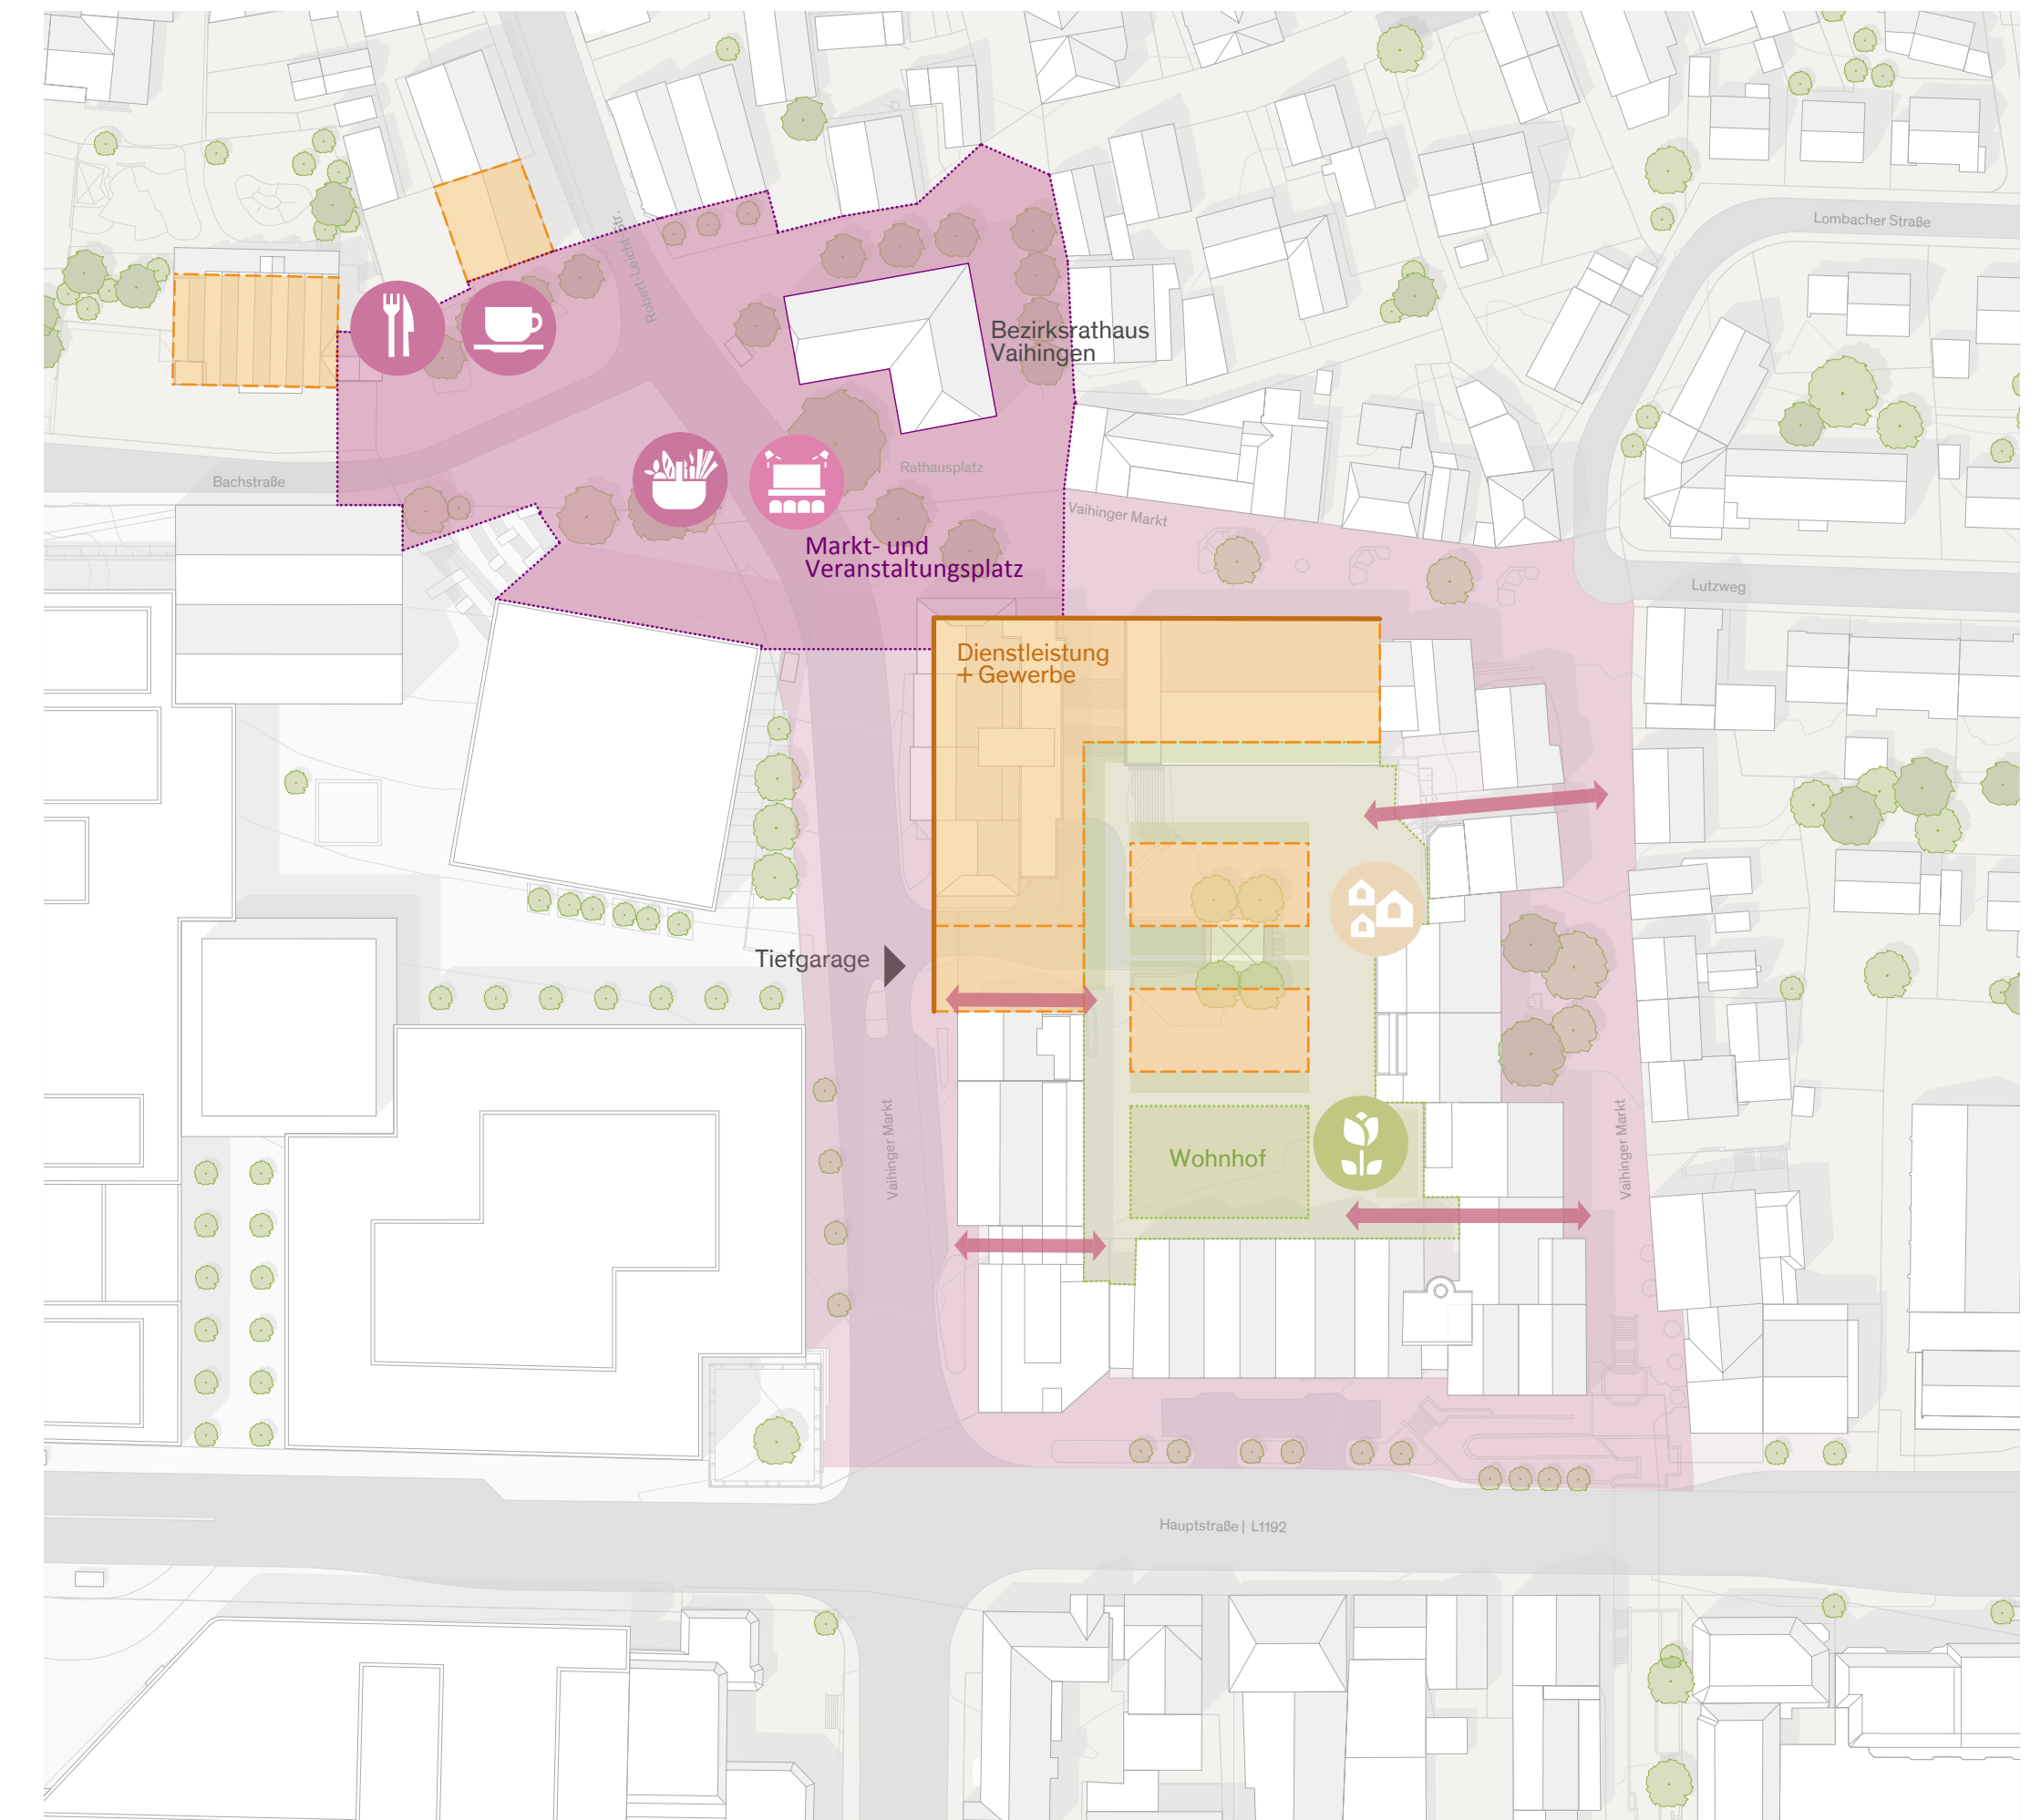 Lombacher Straße
Robert-Leicht-Str.
Bezirksrathaus
Vaihingen
Rathausplatz
Bachstraße
Vaihinger Markt
Markt- und
Veranstaltungsplatz
Lutzweg
Dienstleistung
+ Gewerbe
Tiefgarage
Vaihinger Markt
Wohnhof
Vaihinger Markt
Hauptstraße | L1192